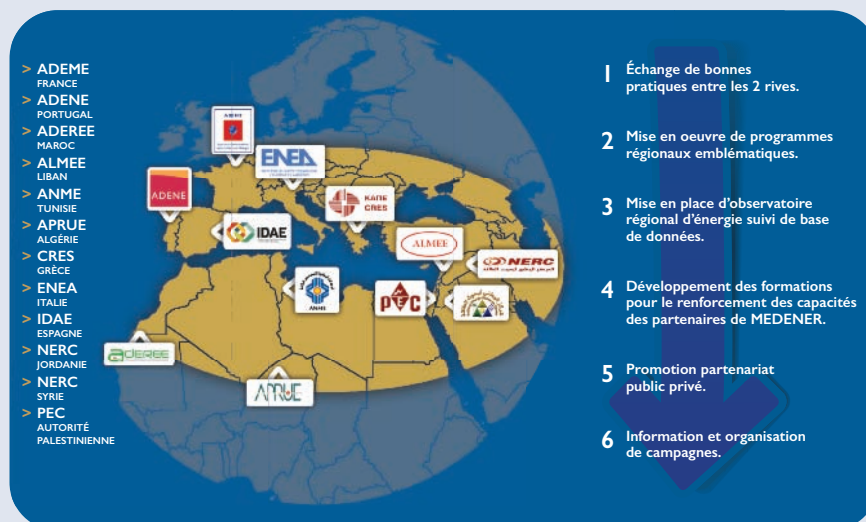 > ADEME
FRANCE
> ADENE
PORTUGAL
> ADEREE
MAROC
> ALMEE
LIBAN
> ANME
TUNISIE
> APRUE
ALGÉRIE
> CRES
GRÈCE
> ENEA
ITALIE
> IDAE
ESPAGNE
> NERC
JORDANIE
> NERC
SYRIE
> PEC
AUTORITÉ
PALESTINIENNE
ENEA
ADENE
KAPE
CRES
IDAE
ALMEE
NERC
ANME
PEC
aDEREE
APRUE
1 Échange de bonnes
pratiques entre les 2 rives.
2 Mise en oeuvre de programmes
régionaux emblématiques.
3 Mise en place d'observatoire
régional d'énergie suivi de base
de données.
4 Développement des formations
pour le renforcement des capacités
des partenaires de MEDENER.
5 Promotion partenariat
public privé.
6 Information et organisation
de campagnes.